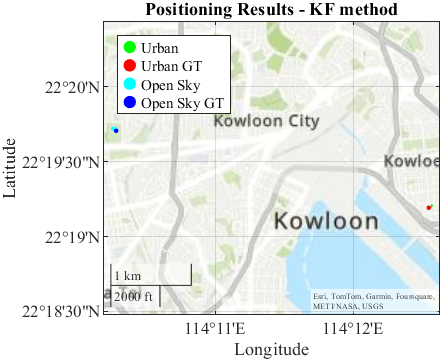 Positioning Results - KF method
Urban
Urban GT
Open Sky
Open Sky GT
22°20'N
22°19'30"N
22°19'N
22°18'30"N
Latitude
Kowloon City
Kowloo
Kowloon
1 km
2000 ft
Esri, TomTom, Garmin, Foursquare,
METI/NASA, USGS
114°11'E
114°12'E
Longitude